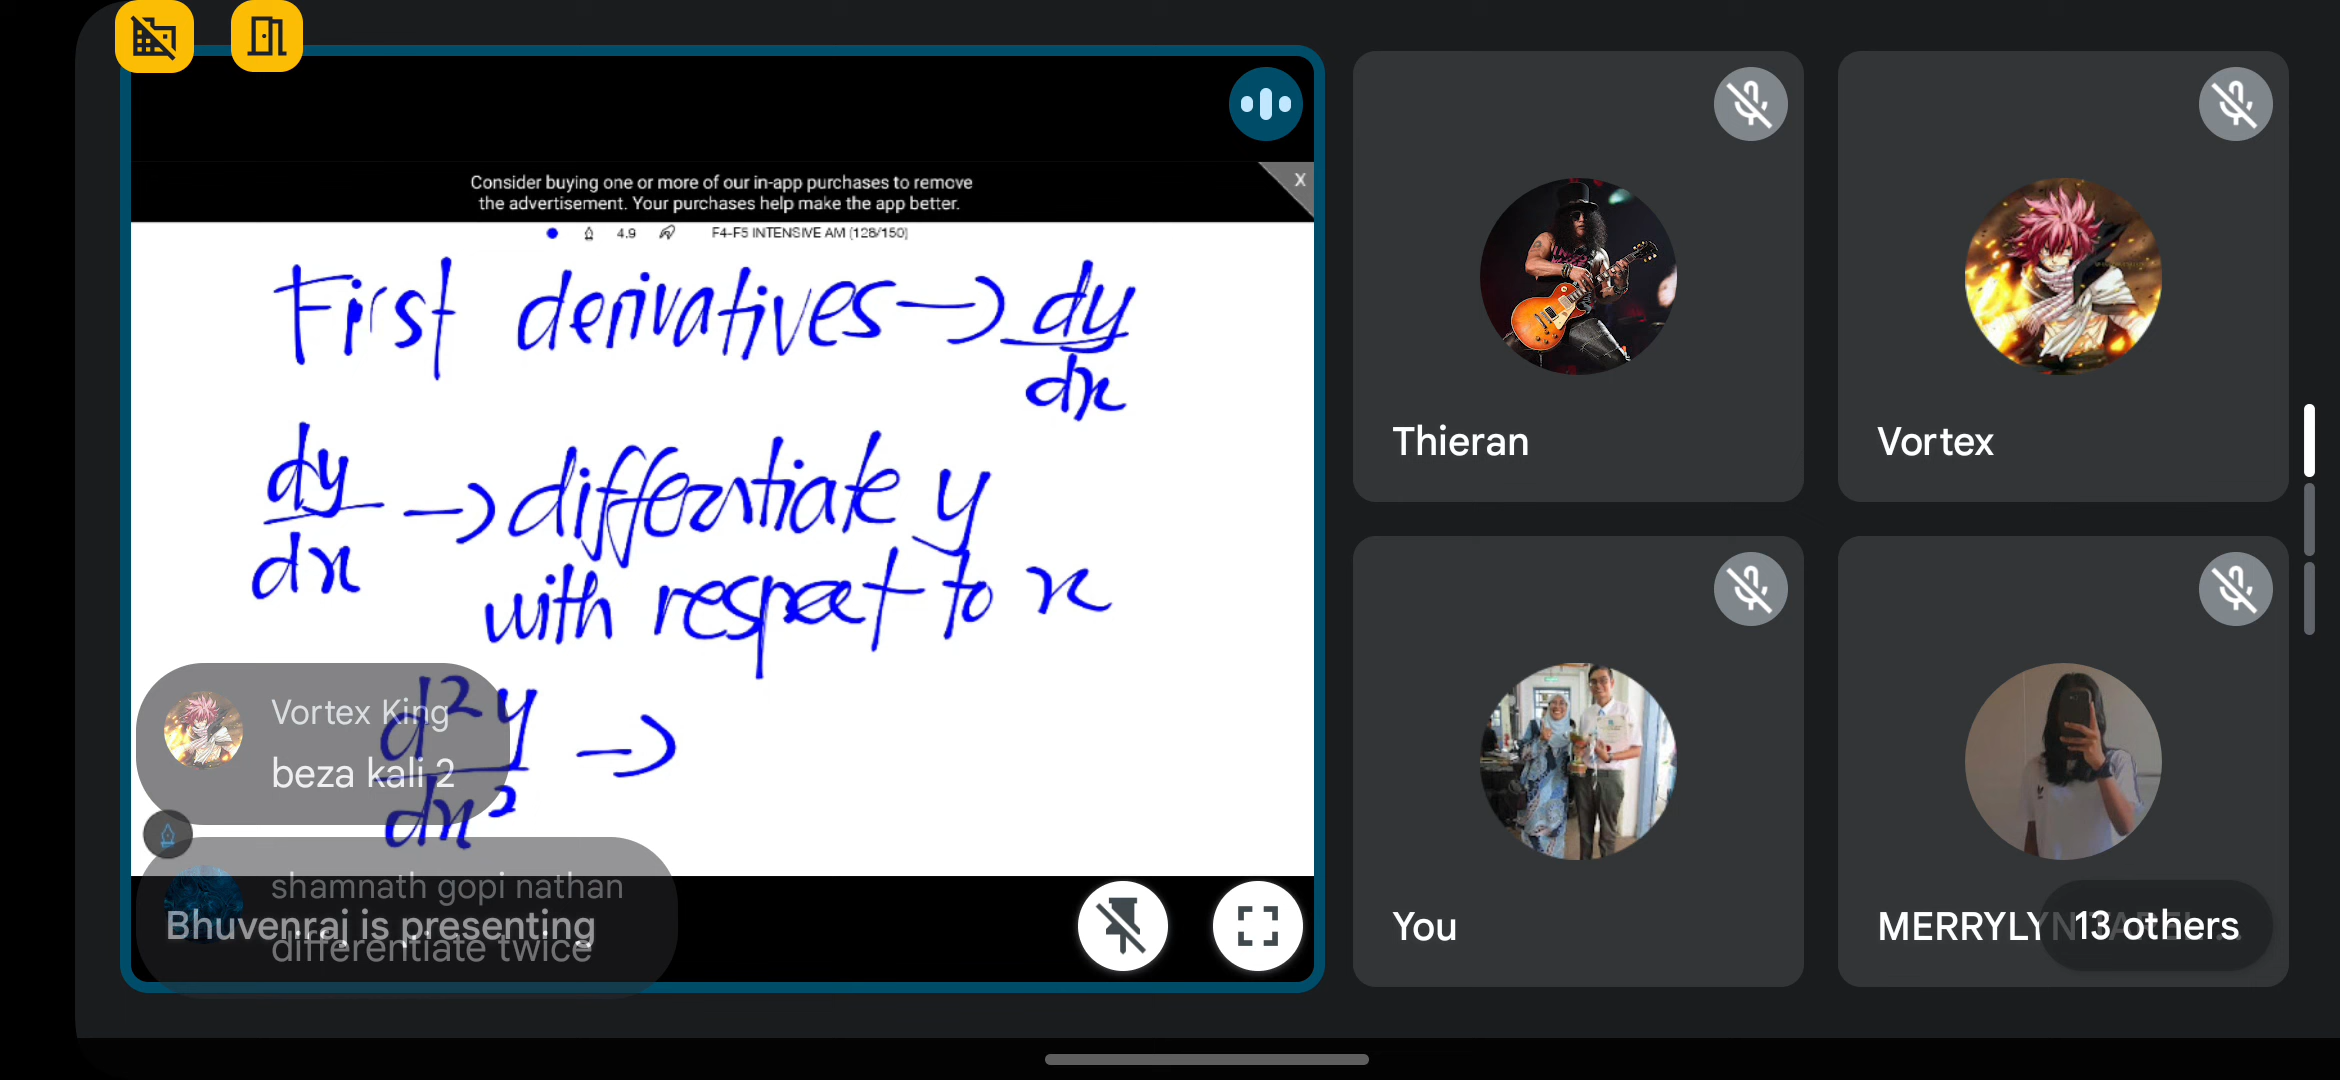 Consider buying one or more of our in-app purchases to remove
the advertisement. Your purchases help make the app better.
X
4.9 F4-F5 INTENSIVE AM (128/150)
First derivatives → dy/dx
dy/dx → differentiate y
with respect to x
d²y/dx² →
Vortex King
beza kali 2
shamnath gopi nathan
differentiate twice
Bhuvenraj is presenting
Thieran
Vortex
You
MERRYLYN
13 others